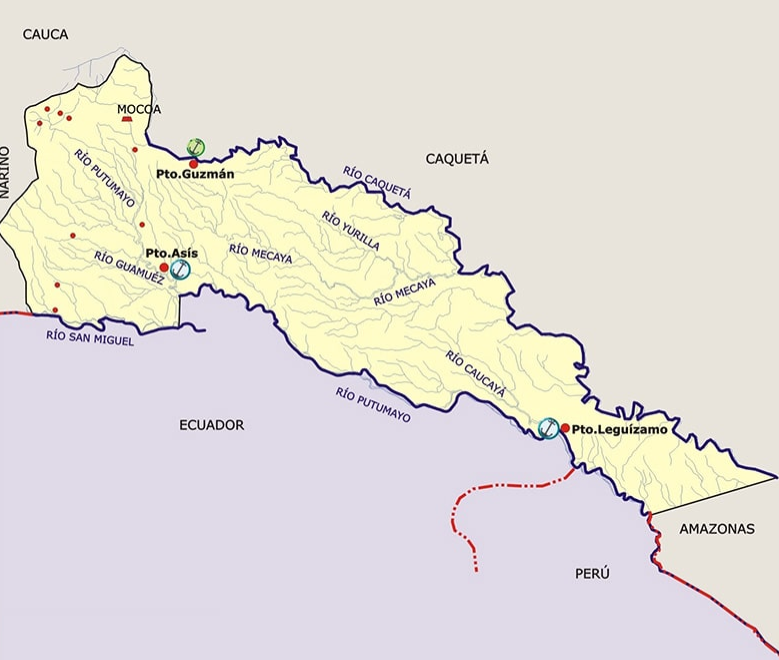 CAUCA
MOCOA
NARIÑO
Pto.Guzmán
CAQUETÁ
RÍO CAQUETÁ
RÍO PUTUMAYO
RÍO YURILLA
Pto.Asís
RÍO MECAYA
RÍO GUAMUÉZ
RÍO MECAYA
RÍO SAN MIGUEL
RÍO CAUCAYÁ
RÍO PUTUMAYO
ECUADOR
Pto.Leguízamo
AMAZONAS
PERÚ